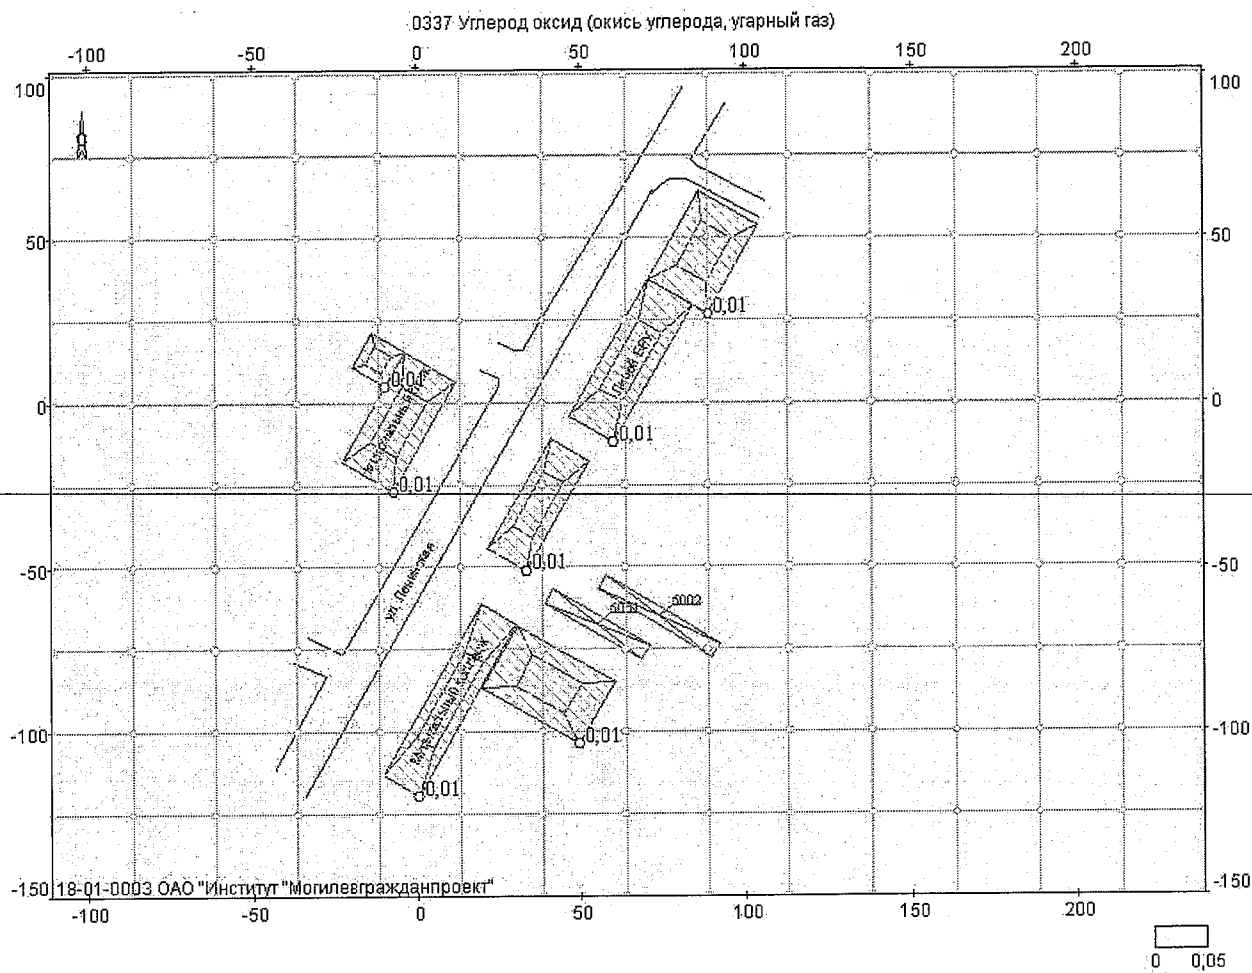 0337 Углерод оксид (окись углерода, угарный газ)
-100 -50 0 50 100 150 200
100 100
50 50
0,01
0,01
0 0
0,01
0,01
-50 0,01 -50
ул. Ленинская
6002
-100 0,01 -100
0,01
-150 18-01-0003 ОАО "Институт "Могилевгражданпроект" -150
-100 -50 0 50 100 150 200
0 0,05